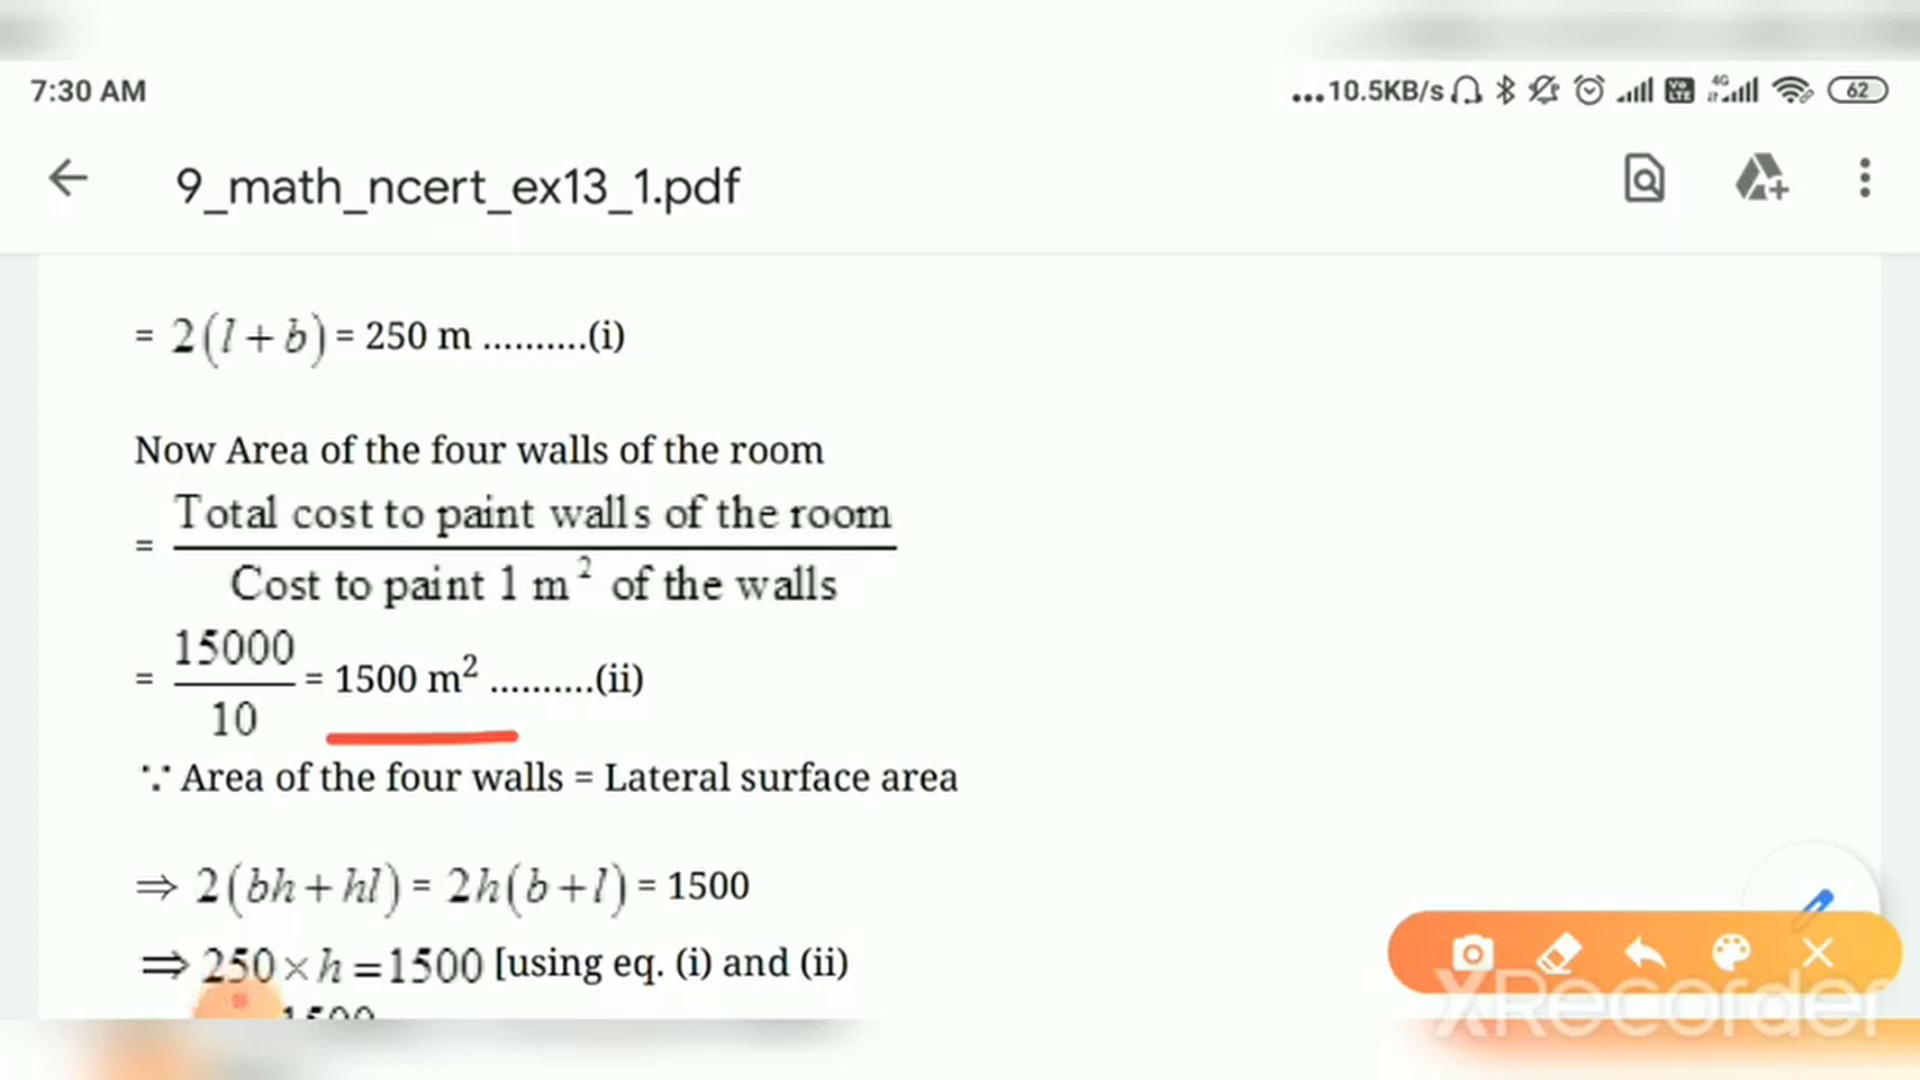 7:30 AM ...10.5KB/s 4G 62
9_math_ncert_ex13_1.pdf
= 2(l+b) = 250 m ..........(i)
Now Area of the four walls of the room
= Total cost to paint walls of the room
Cost to paint 1 m² of the walls
= 15000/10 = 1500 m² ..........(ii)
∵ Area of the four walls = Lateral surface area
⇒ 2(bh+hl) = 2h(b+l) = 1500
⇒ 250×h=1500 [using eq. (i) and (ii)
XRecorder